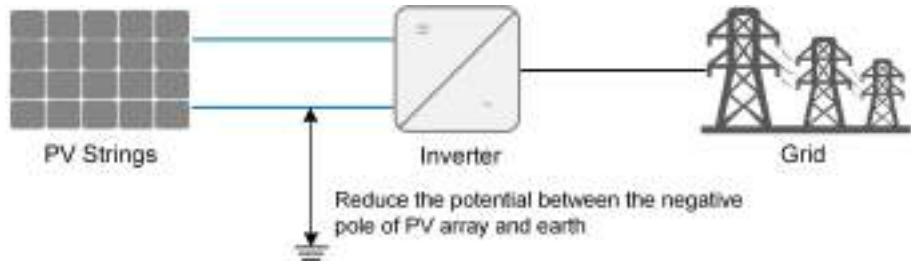 PV Strings
Inverter
Grid
Reduce the potential between the negative
pole of PV array and earth